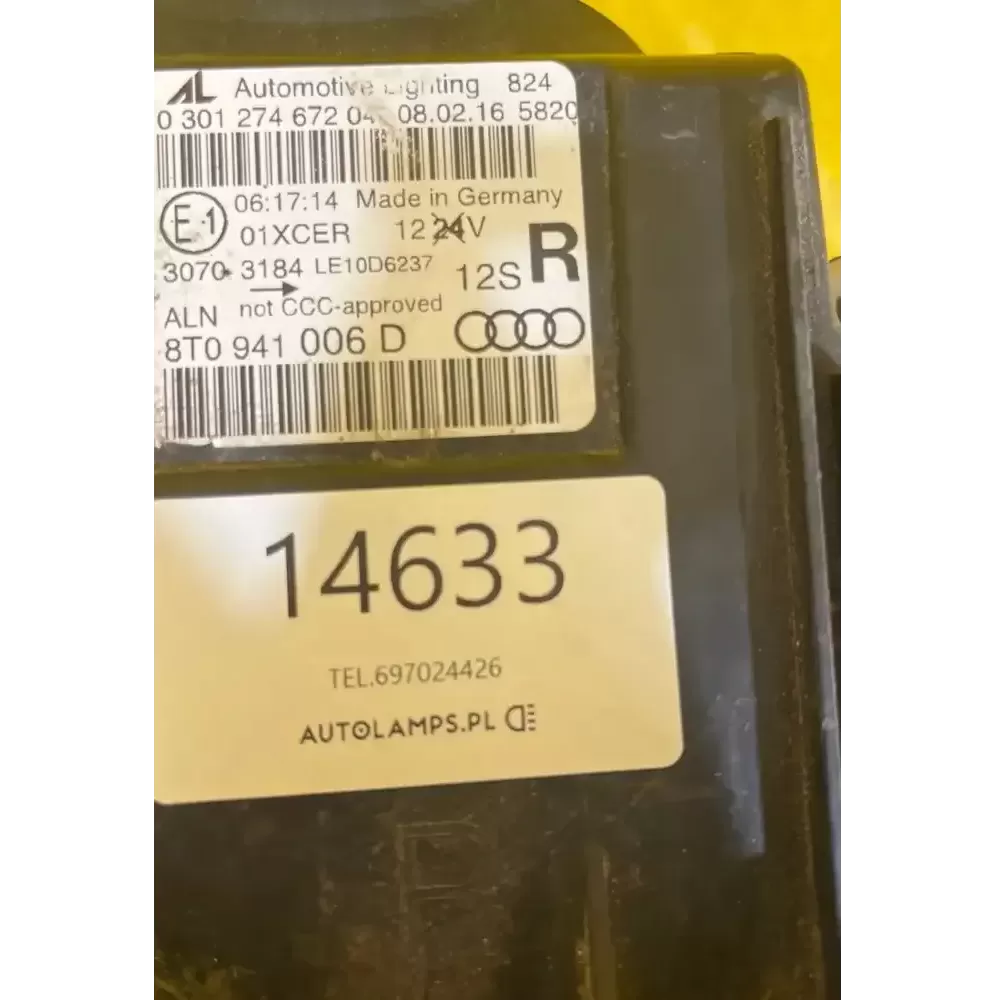 AL Automotive Lighting 824
0 301 274 672 04 08.02.16 5820
E1 06:17:14 Made in Germany
01XCER 12 24V
3070 3184 LE10D6237 12S R
ALN not CCC-approved
8T0 941 006 D
14633
TEL.697024426
AUTOLAMPS.PL